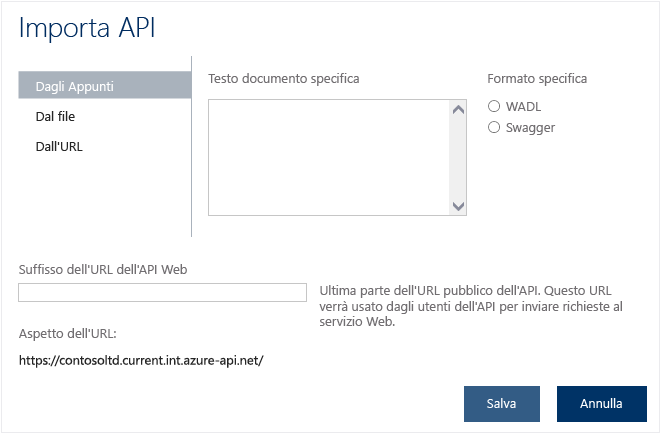 Importa API
Dagli Appunti
Dal file
Dall'URL
Testo documento specifica
Formato specifica
WADL
Swagger
Suffisso dell'URL dell'API Web
Ultima parte dell'URL pubblico dell'API. Questo URL
verrà usato dagli utenti dell'API per inviare richieste al
servizio Web.
Aspetto dell'URL:
https://contosoltd.current.int.azure-api.net/
Salva
Annulla